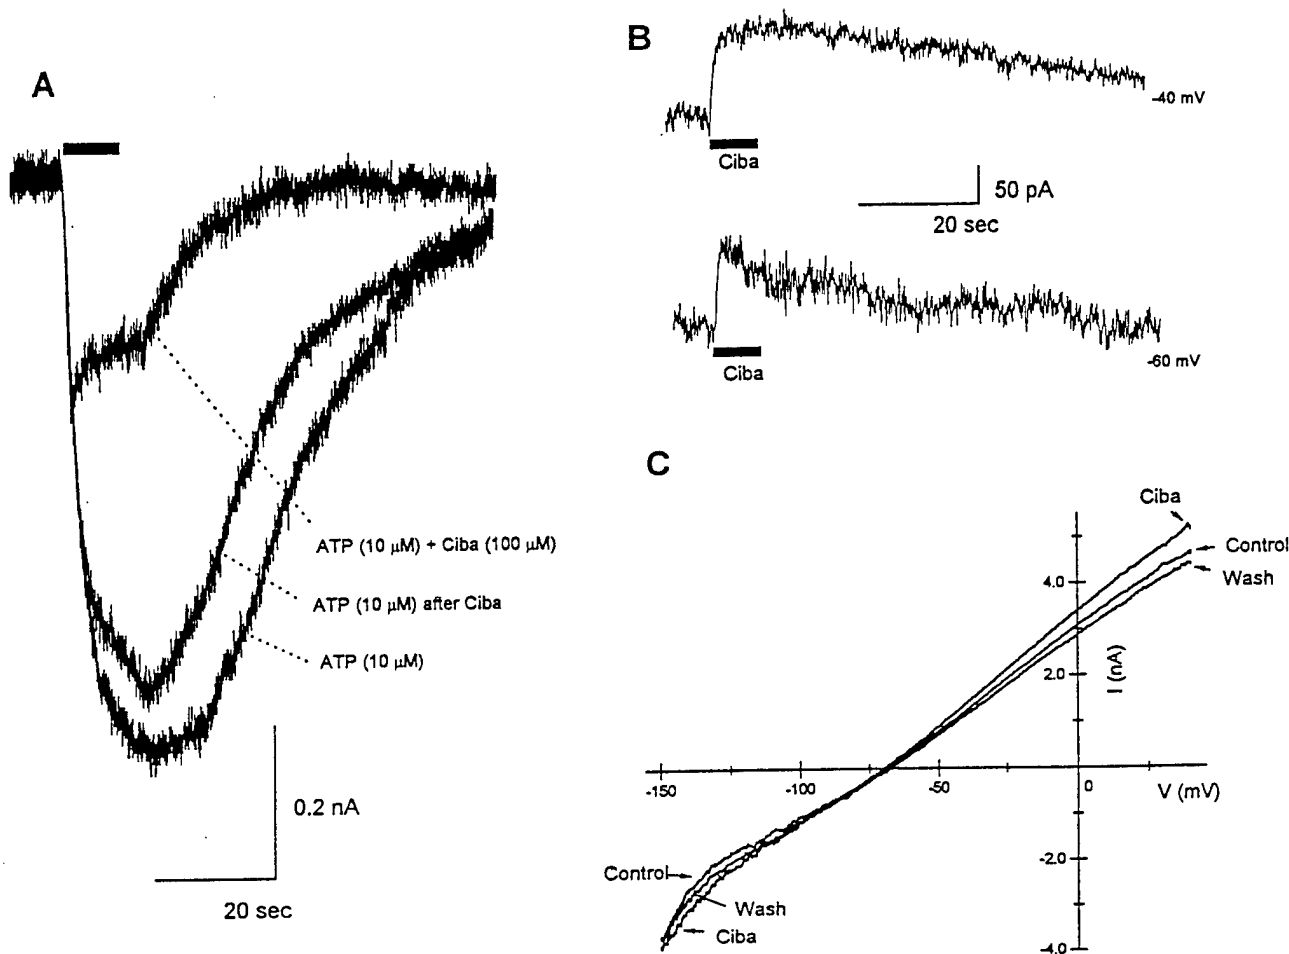 A
ATP (10 μM) + Ciba (100 μM)
ATP (10 μM) after Ciba
ATP (10 μM)
0.2 nA
20 sec
B
-40 mV
Ciba
50 pA
20 sec
Ciba
-60 mV
C
Ciba
Control
Wash
4.0
2.0
I (nA)
-150
-100
-50
0
V (mV)
-2.0
-4.0
Control
Wash
Ciba